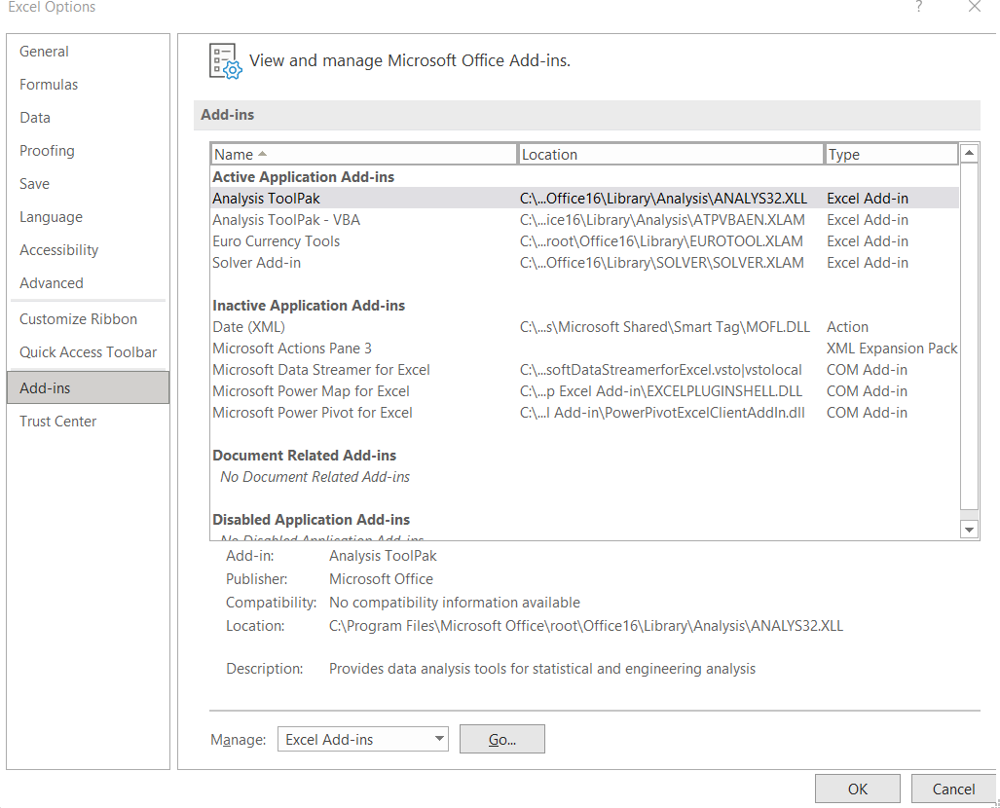 Excel Options ?
General
Formulas
Data
Proofing
Save
Language
Accessibility
Advanced
Customize Ribbon
Quick Access Toolbar
Add-ins
Trust Center
View and manage Microsoft Office Add-ins.
Add-ins
Name Location Type
Active Application Add-ins
Analysis ToolPak C:\...Office16\Library\Analysis\ANALYS32.XLL Excel Add-in
Analysis ToolPak - VBA C:\...ice16\Library\Analysis\ATPVBAEN.XLAM Excel Add-in
Euro Currency Tools C:\...root\Office16\Library\EUROTOOL.XLAM Excel Add-in
Solver Add-in C:\...Office16\Library\SOLVER\SOLVER.XLAM Excel Add-in
Inactive Application Add-ins
Date (XML) C:\...s\Microsoft Shared\Smart Tag\MOFL.DLL Action
Microsoft Actions Pane 3 XML Expansion Pack
Microsoft Data Streamer for Excel C:\...softDataStreamerforExcel.vsto|vstolocal COM Add-in
Microsoft Power Map for Excel C:\...p Excel Add-in\EXCELPLUGINSHELL.DLL COM Add-in
Microsoft Power Pivot for Excel C:\...l Add-in\PowerPivotExcelClientAddIn.dll COM Add-in
Document Related Add-ins
No Document Related Add-ins
Disabled Application Add-ins
No Disabled Application Add-ins
Add-in: Analysis ToolPak
Publisher: Microsoft Office
Compatibility: No compatibility information available
Location: C:\Program Files\Microsoft Office\root\Office16\Library\Analysis\ANALYS32.XLL
Description: Provides data analysis tools for statistical and engineering analysis
Manage: Excel Add-ins Go...
OK Cancel